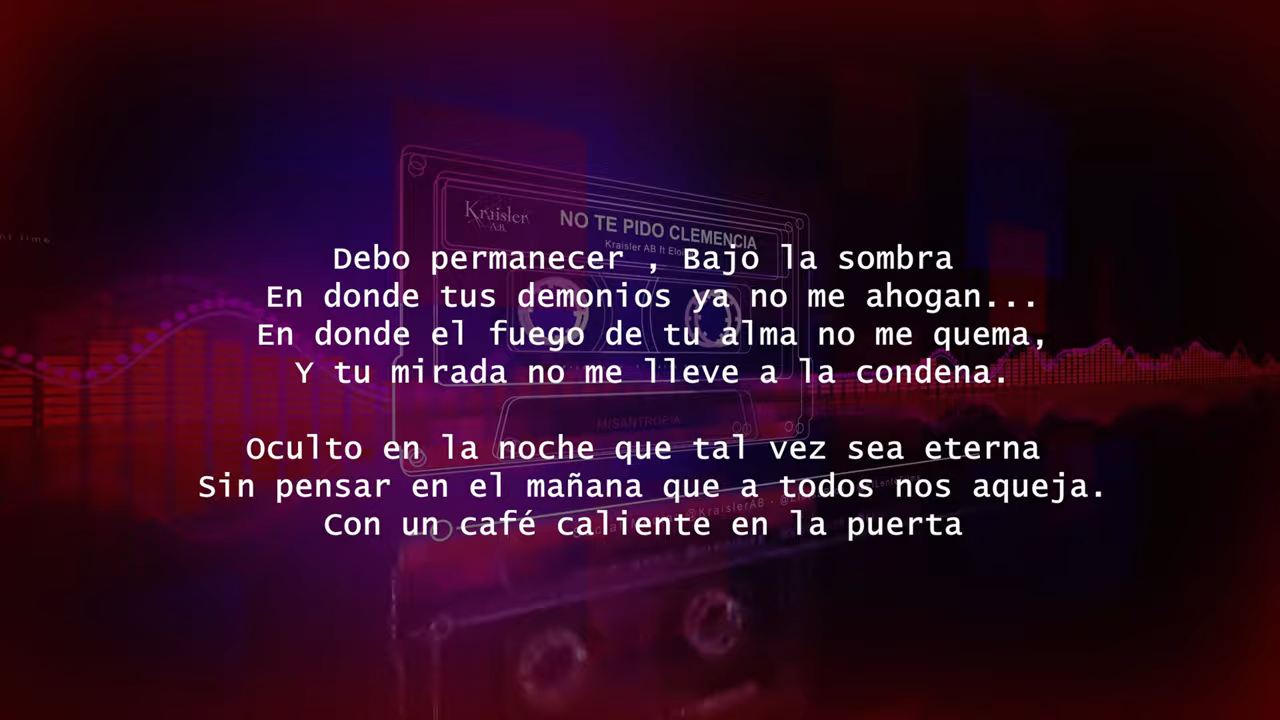 Kraisler
A.B.
NO TE PIDO CLEMENCIA
Kraisler AB ft
Debo permanecer , Bajo la sombra
En donde tus demonios ya no me ahogan...
En donde el fuego de tu alma no me quema,
Y tu mirada no me lleve a la condena.
MISANTROPIA
Oculto en la noche que tal vez sea eterna
Sin pensar en el mañana que a todos nos aqueja.
@KraislerAB
Con un café caliente en la puerta